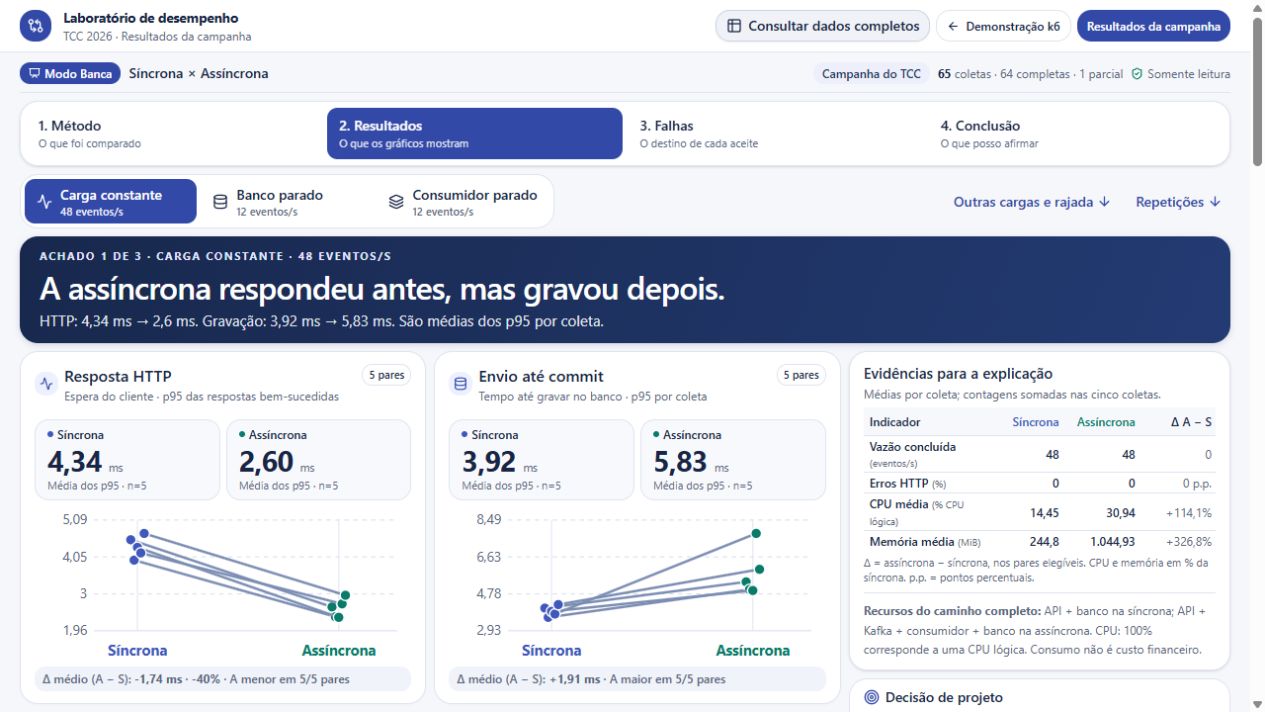 Laboratório de desempenho
TCC 2026 · Resultados da campanha
Consultar dados completos
← Demonstração k6
Resultados da campanha
Modo Banca
Síncrona × Assíncrona
Campanha do TCC
65 coletas · 64 completas · 1 parcial
Somente leitura
1. Método
O que foi comparado
2. Resultados
O que os gráficos mostram
3. Falhas
O destino de cada aceite
4. Conclusão
O que posso afirmar
Carga constante
48 eventos/s
Banco parado
12 eventos/s
Consumidor parado
12 eventos/s
Outras cargas e rajada ↓
Repetições ↓
ACHADO 1 DE 3 · CARGA CONSTANTE · 48 EVENTOS/S
A assíncrona respondeu antes, mas gravou depois.
HTTP: 4,34 ms → 2,6 ms. Gravação: 3,92 ms → 5,83 ms. São médias dos p95 por coleta.
Resposta HTTP
5 pares
Espera do cliente · p95 das respostas bem-sucedidas
Síncrona
4,34 ms
Média dos p95 · n=5
Assíncrona
2,60 ms
Média dos p95 · n=5
5,09
4,05
3
1,96
Síncrona
Assíncrona
Δ médio (A − S): -1,74 ms · -40% · A menor em 5/5 pares
Envio até commit
5 pares
Tempo até gravar no banco · p95 por coleta
Síncrona
3,92 ms
Média dos p95 · n=5
Assíncrona
5,83 ms
Média dos p95 · n=5
8,49
6,63
4,78
2,93
Síncrona
Assíncrona
Δ médio (A − S): +1,91 ms · A maior em 5/5 pares
Evidências para a explicação
Médias por coleta; contagens somadas nas cinco coletas.
Indicador Síncrona Assíncrona Δ A − S
Vazão concluída
(eventos/s) 48 48 0
Erros HTTP (%) 0 0 0 p.p.
CPU média (% CPU
lógica) 14,45 30,94 +114,1%
Memória média (MiB) 244,8 1.044,93 +326,8%
Δ = assíncrona − síncrona, nos pares elegíveis. CPU e memória em % da
síncrona. p.p. = pontos percentuais.
Recursos do caminho completo: API + banco na síncrona; API +
Kafka + consumidor + banco na assíncrona. CPU: 100%
corresponde a uma CPU lógica. Consumo não é custo financeiro.
Decisão de projeto